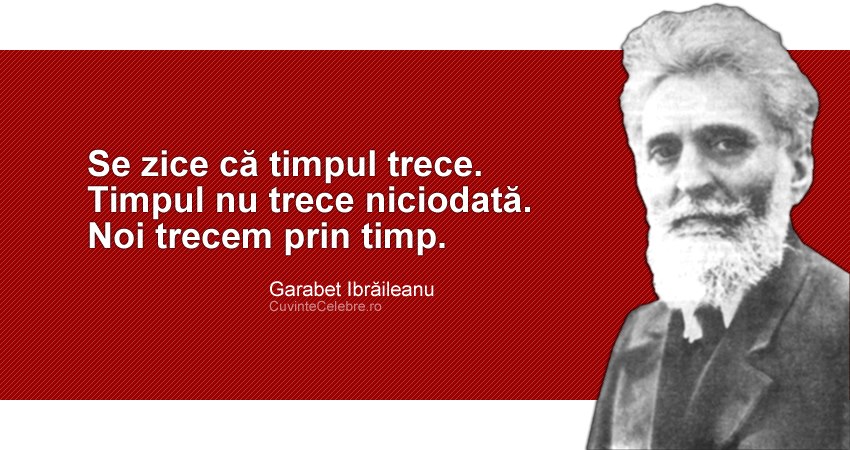 Se zice că timpul trece.
Timpul nu trece niciodată.
Noi trecem prin timp.
Garabet Ibrăileanu
CuvinteCelebre.ro